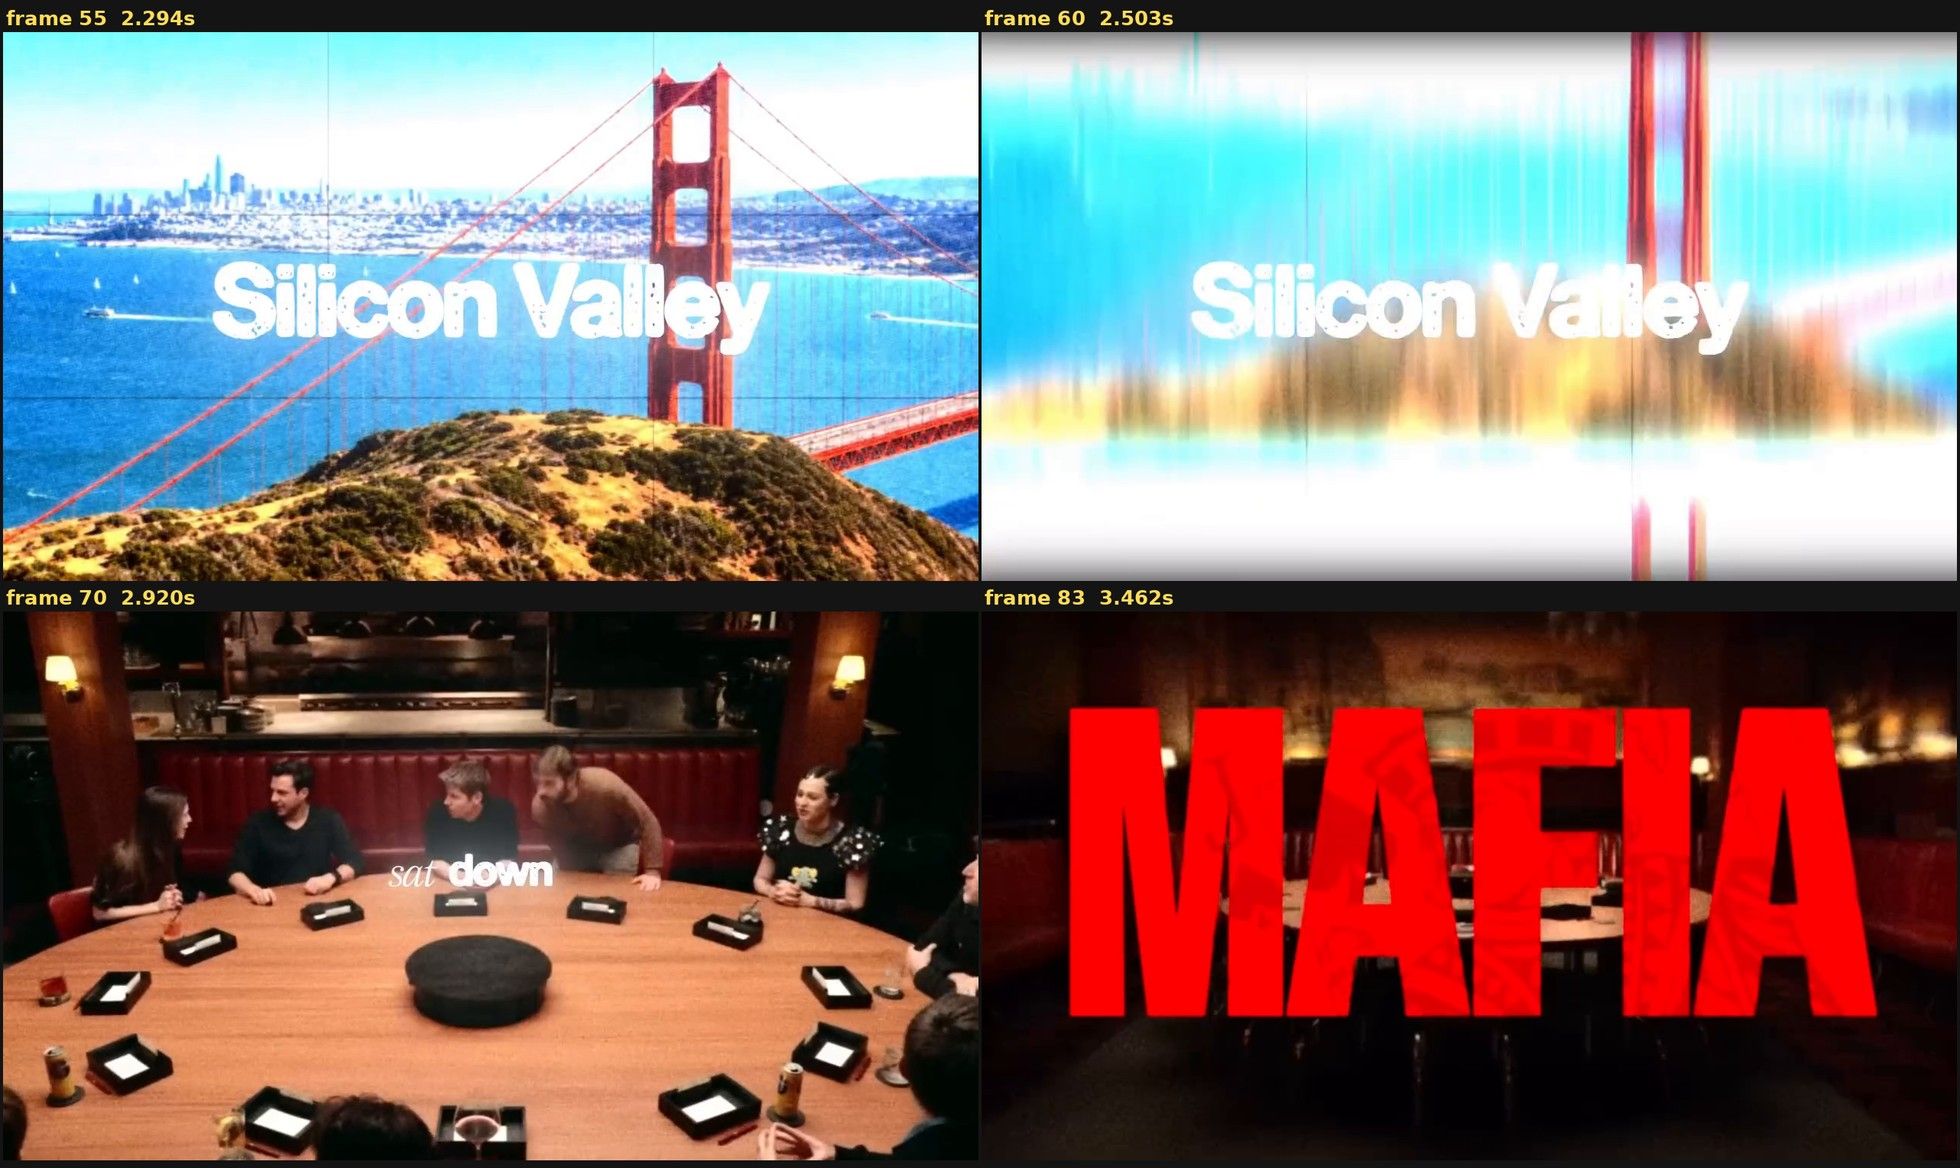 frame 55 2.294s
Silicon Valley
frame 60 2.503s
Silicon Valley
frame 70 2.920s
sat down
frame 83 3.462s
MAFIA